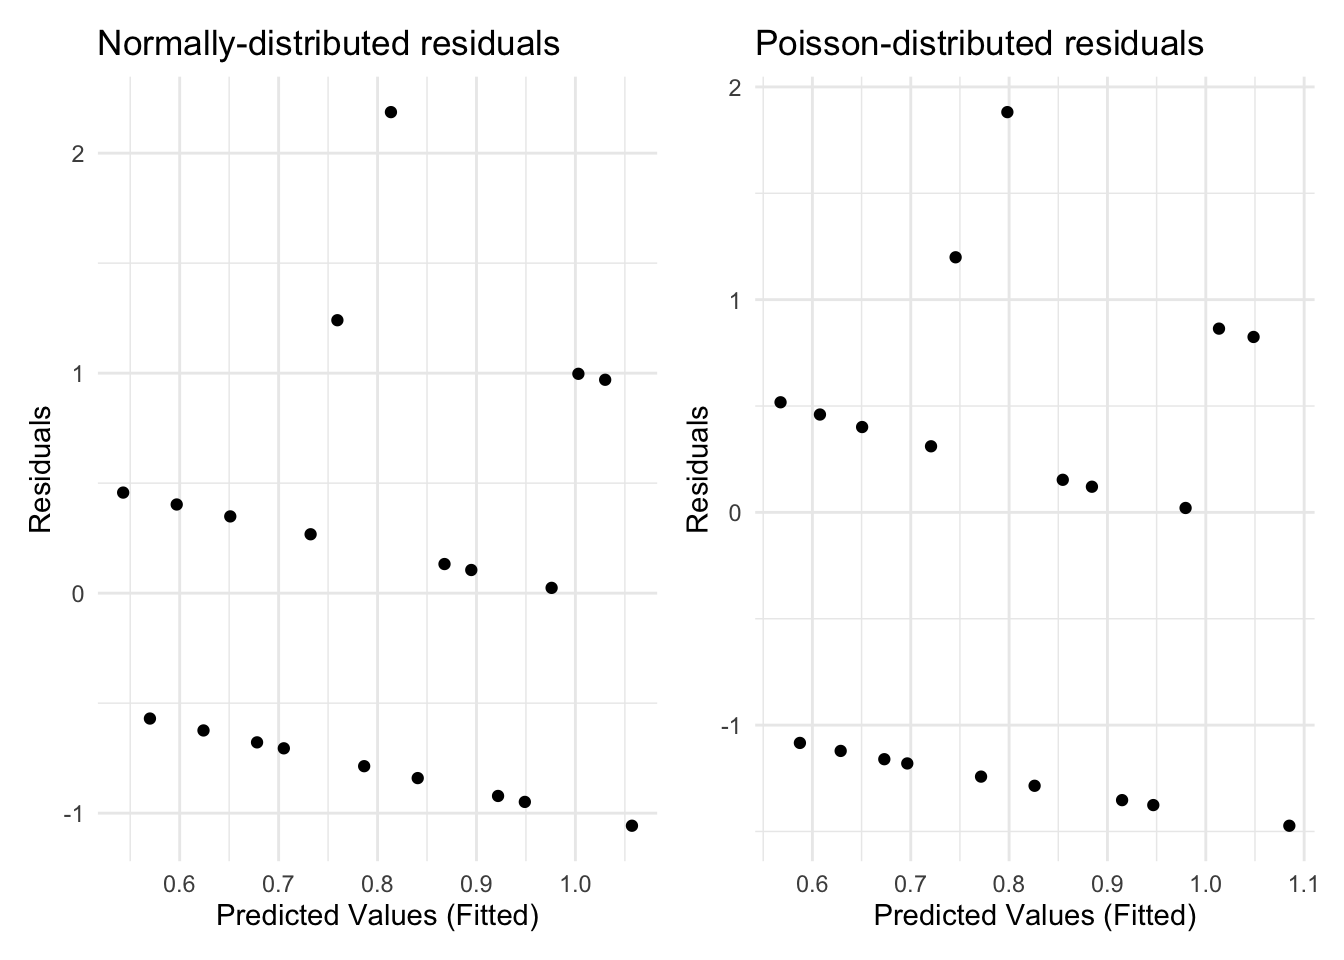 Normally-distributed residuals
Residuals
2
1
0
-1
0.6 0.7 0.8 0.9 1.0
Predicted Values (Fitted)
Poisson-distributed residuals
Residuals
2
1
0
-1
0.6 0.7 0.8 0.9 1.0 1.1
Predicted Values (Fitted)